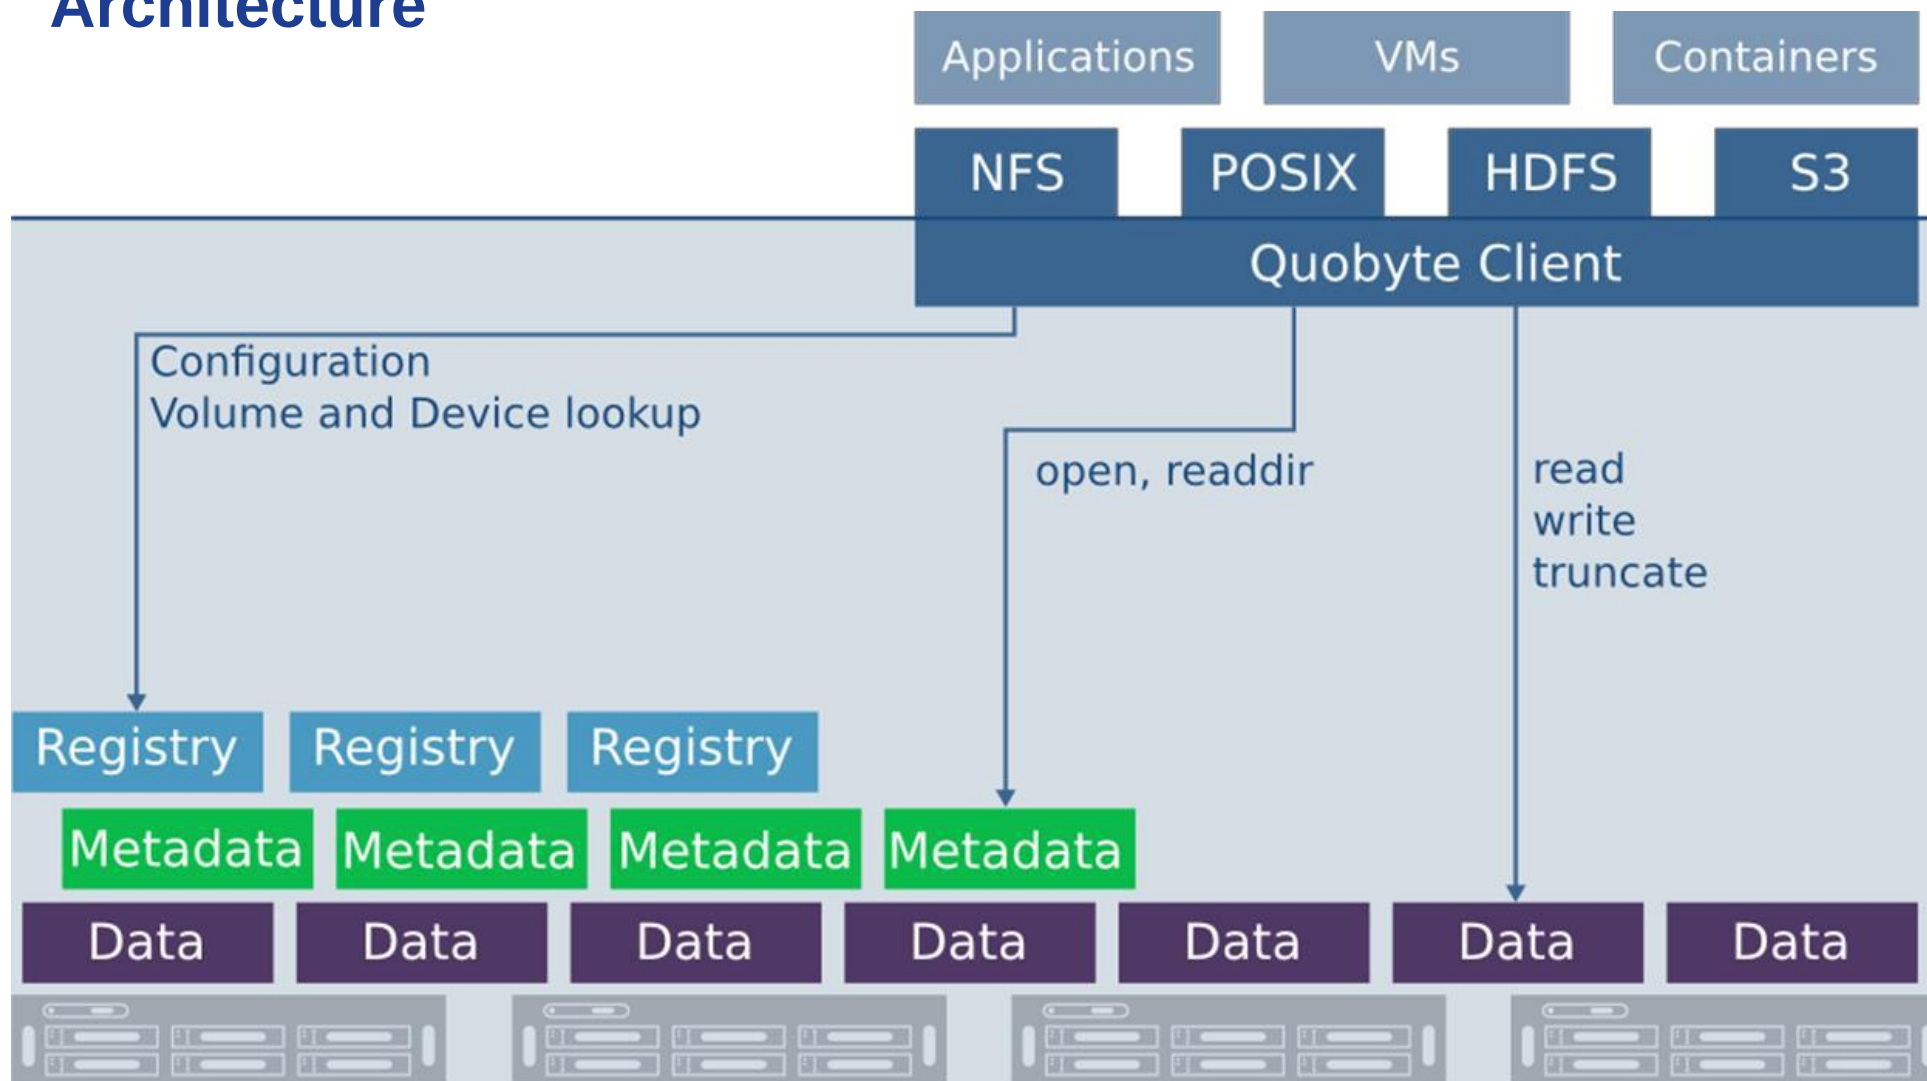 Architecture
Applications VMs Containers
NFS POSIX HDFS S3
Quobyte Client
Configuration
Volume and Device lookup
open, readdir
read
write
truncate
Registry Registry Registry
Metadata Metadata Metadata Metadata
Data Data Data Data Data Data Data